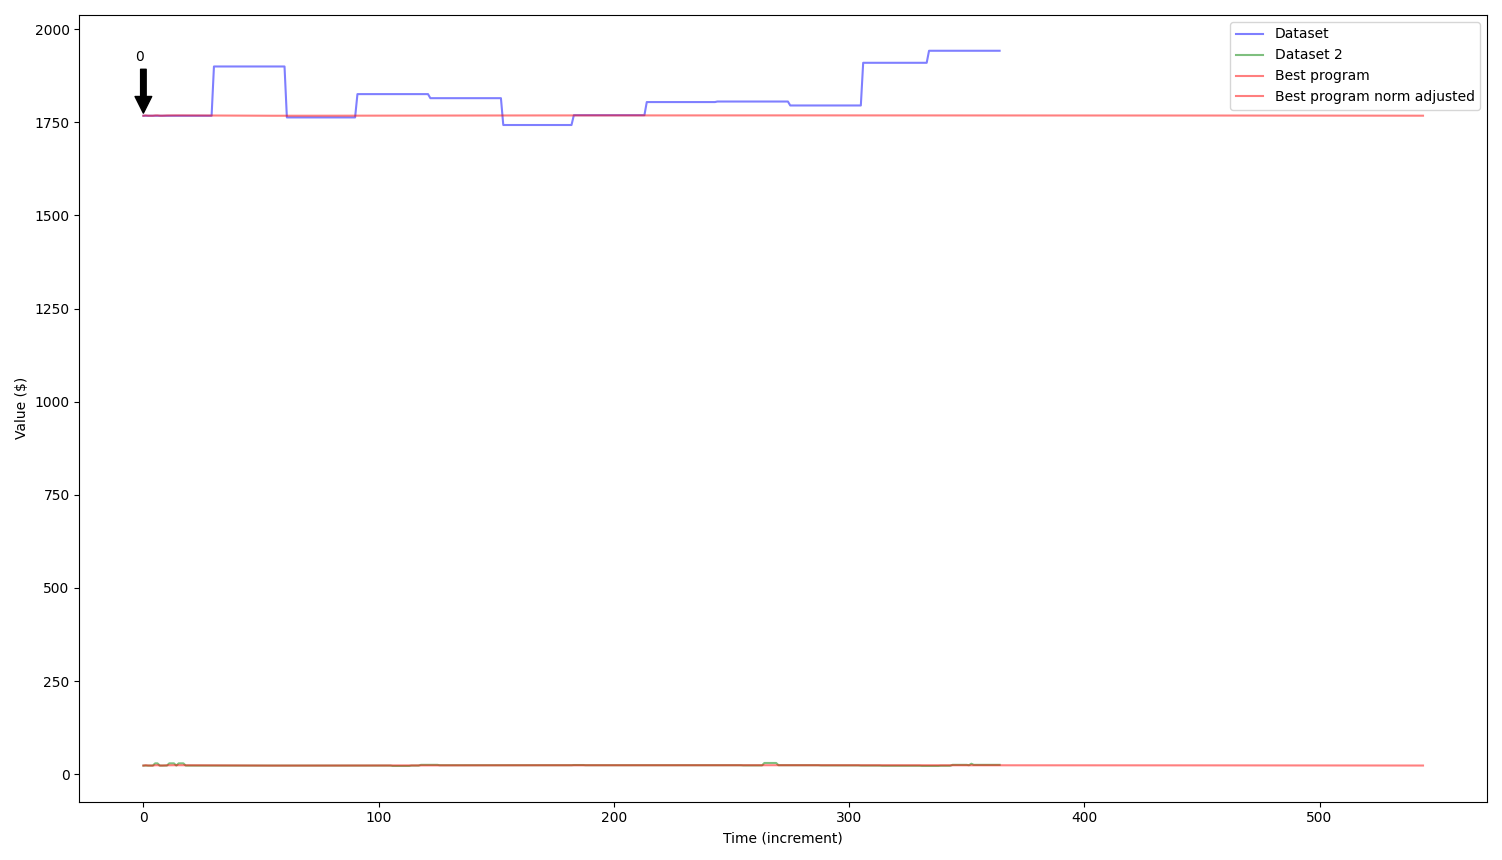 2000
1750
1500
1250
1000
750
500
250
0
Value ($)
0
Dataset
Dataset 2
Best program
Best program norm adjusted
0
100
200
300
400
500
Time (increment)